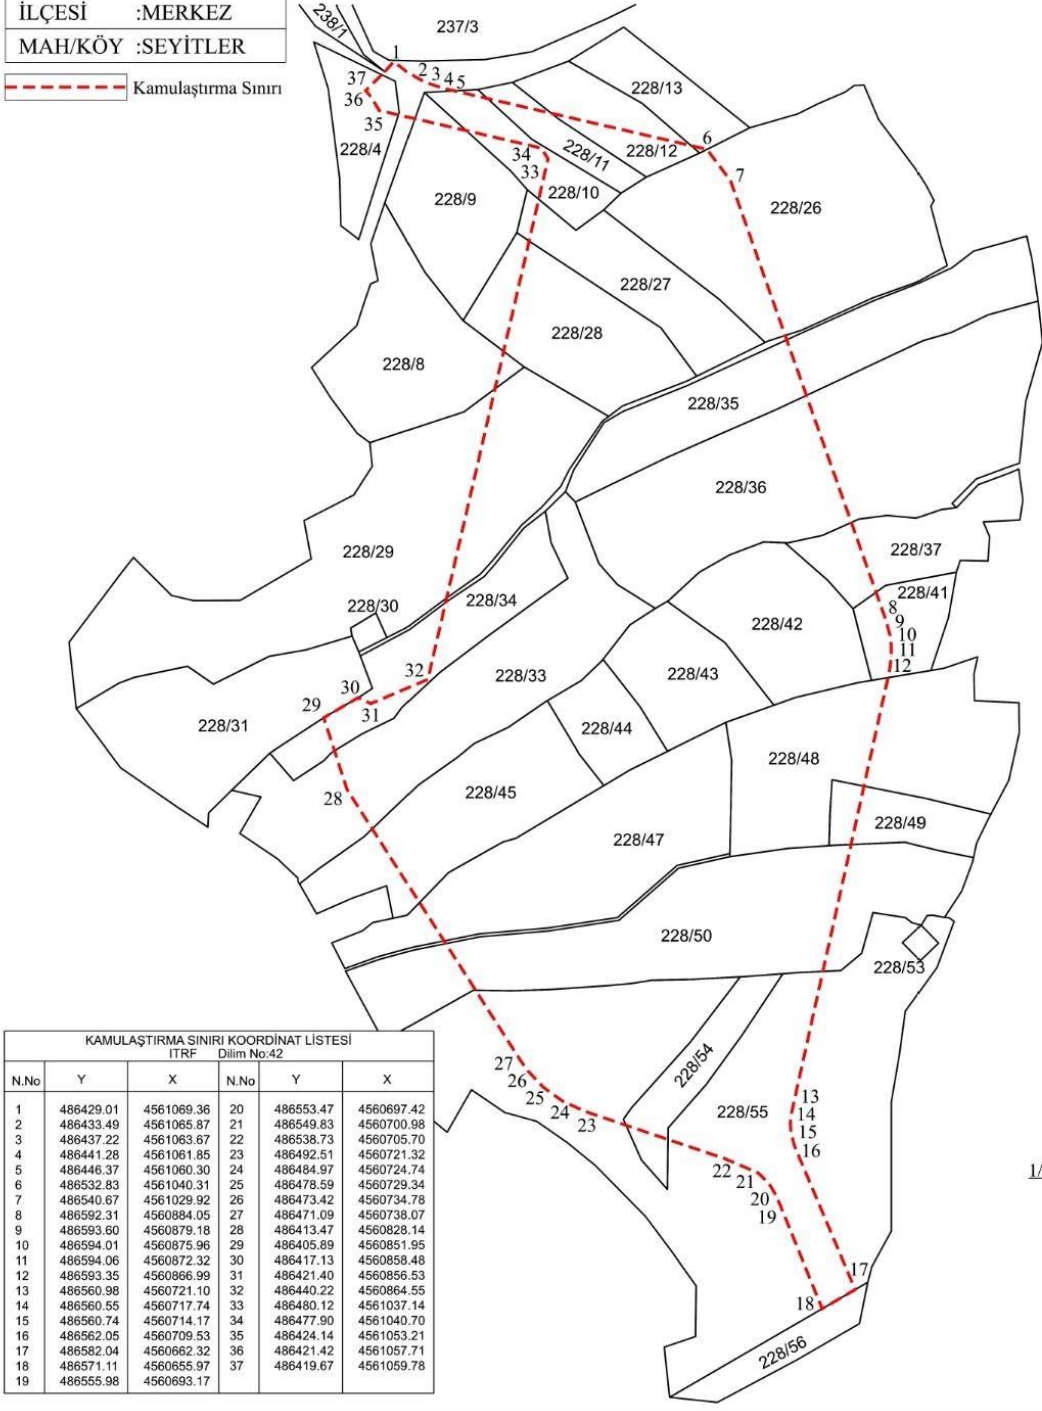 İLÇESİ :MERKEZ
MAH/KÖY :SEYİTLER
Kamulaştırma Sınırı
238/1
237/3
1
2
3
4
5
37
36
35
228/4
228/13
228/12
228/11
6
7
34
33
228/10
228/9
228/26
228/27
228/28
228/8
228/35
228/36
228/29
228/37
228/30
228/34
228/41
8
9
10
11
12
228/42
228/43
228/33
32
30
29
31
228/31
228/44
228/48
28
228/45
228/49
228/47
228/50
228/53
KAMULAŞTIRMA SINIRI KOORDİNAT LİSTESİ
ITRF Dilim No:42
N.No Y X N.No Y X
1 486429.01 4561069.36 20 486553.47 4560697.42
2 486433.49 4561065.87 21 486549.83 4560700.98
3 486437.22 4561063.67 22 486538.73 4560705.70
4 486441.28 4561061.85 23 486492.51 4560721.32
5 486446.37 4561060.30 24 486484.97 4560724.74
6 486532.83 4561040.31 25 486478.59 4560729.34
7 486540.67 4561029.92 26 486473.42 4560734.78
8 486592.31 4560884.05 27 486471.09 4560738.07
9 486593.60 4560879.18 28 486413.47 4560828.14
10 486594.01 4560875.96 29 486405.89 4560851.95
11 486594.06 4560872.32 30 486417.13 4560858.48
12 486593.35 4560866.99 31 486421.40 4560856.53
13 486560.98 4560721.10 32 486440.22 4560864.55
14 486560.55 4560717.74 33 486480.12 4561037.14
15 486560.74 4560714.17 34 486477.90 4561040.70
16 486562.05 4560709.53 35 486424.14 4561053.21
17 486582.04 4560662.32 36 486421.42 4561057.71
18 486571.11 4560655.97 37 486419.67 4561059.78
19 486555.98 4560693.17
27
26
25
24
23
228/54
228/55
13
14
15
16
22
21
20
19
1/
17
18
228/56